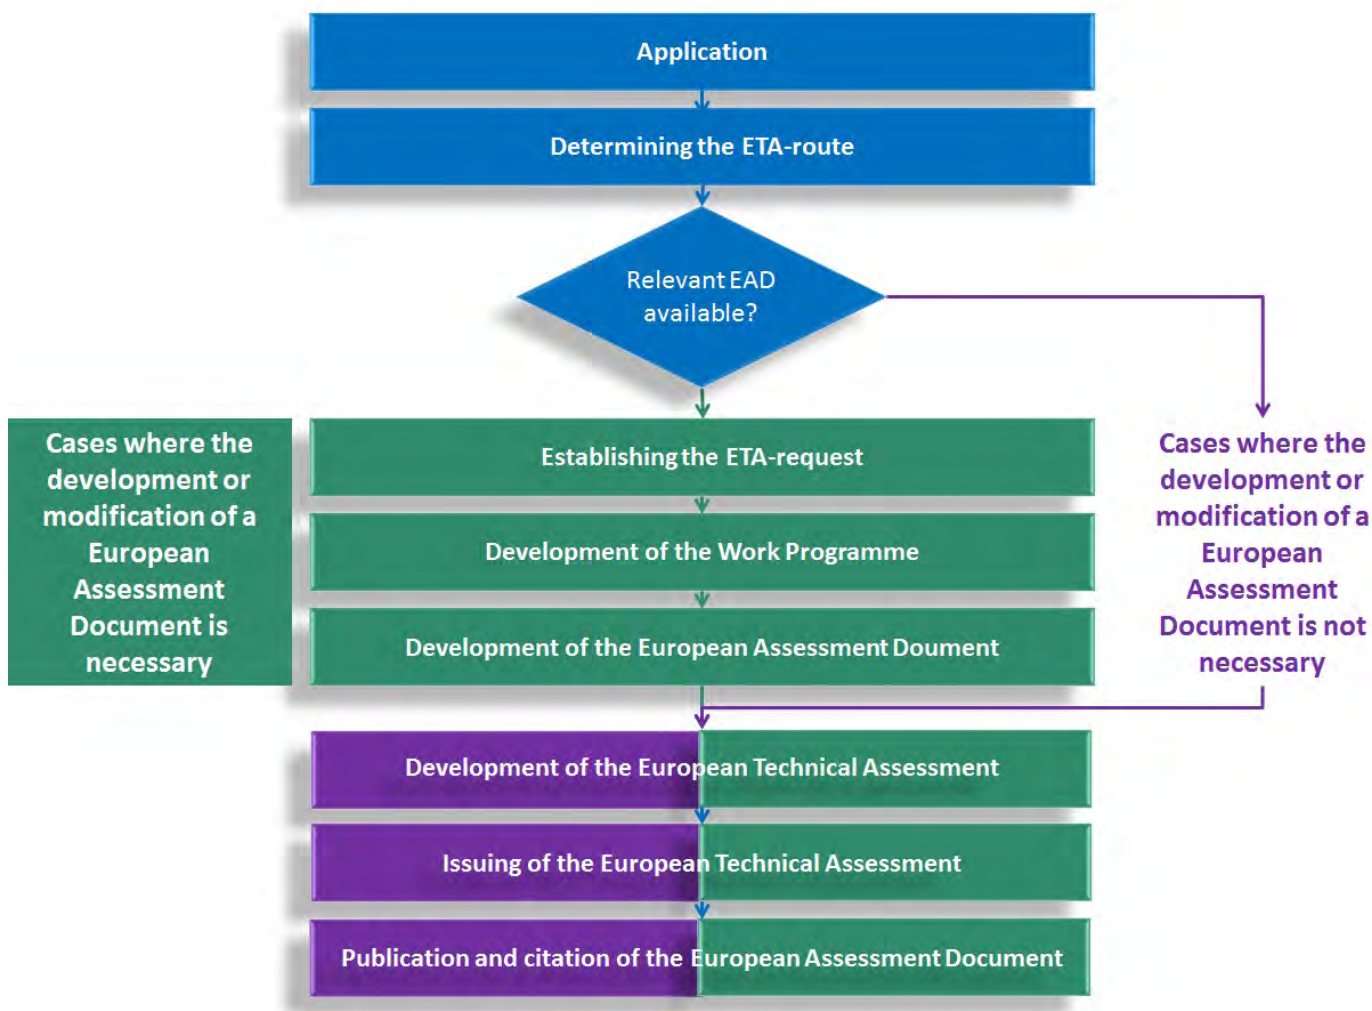 Application
Determining the ETA-route
Relevant EAD
available?
Cases where the
development or
modification of a
European
Assessment
Document is
necessary
Establishing the ETA-request
Development of the Work Programme
Development of the European Assessment Doument
Cases where the
development or
modification of a
European
Assessment
Document is not
necessary
Development of the European Technical Assessment
Issuing of the European Technical Assessment
Publication and citation of the European Assessment Document